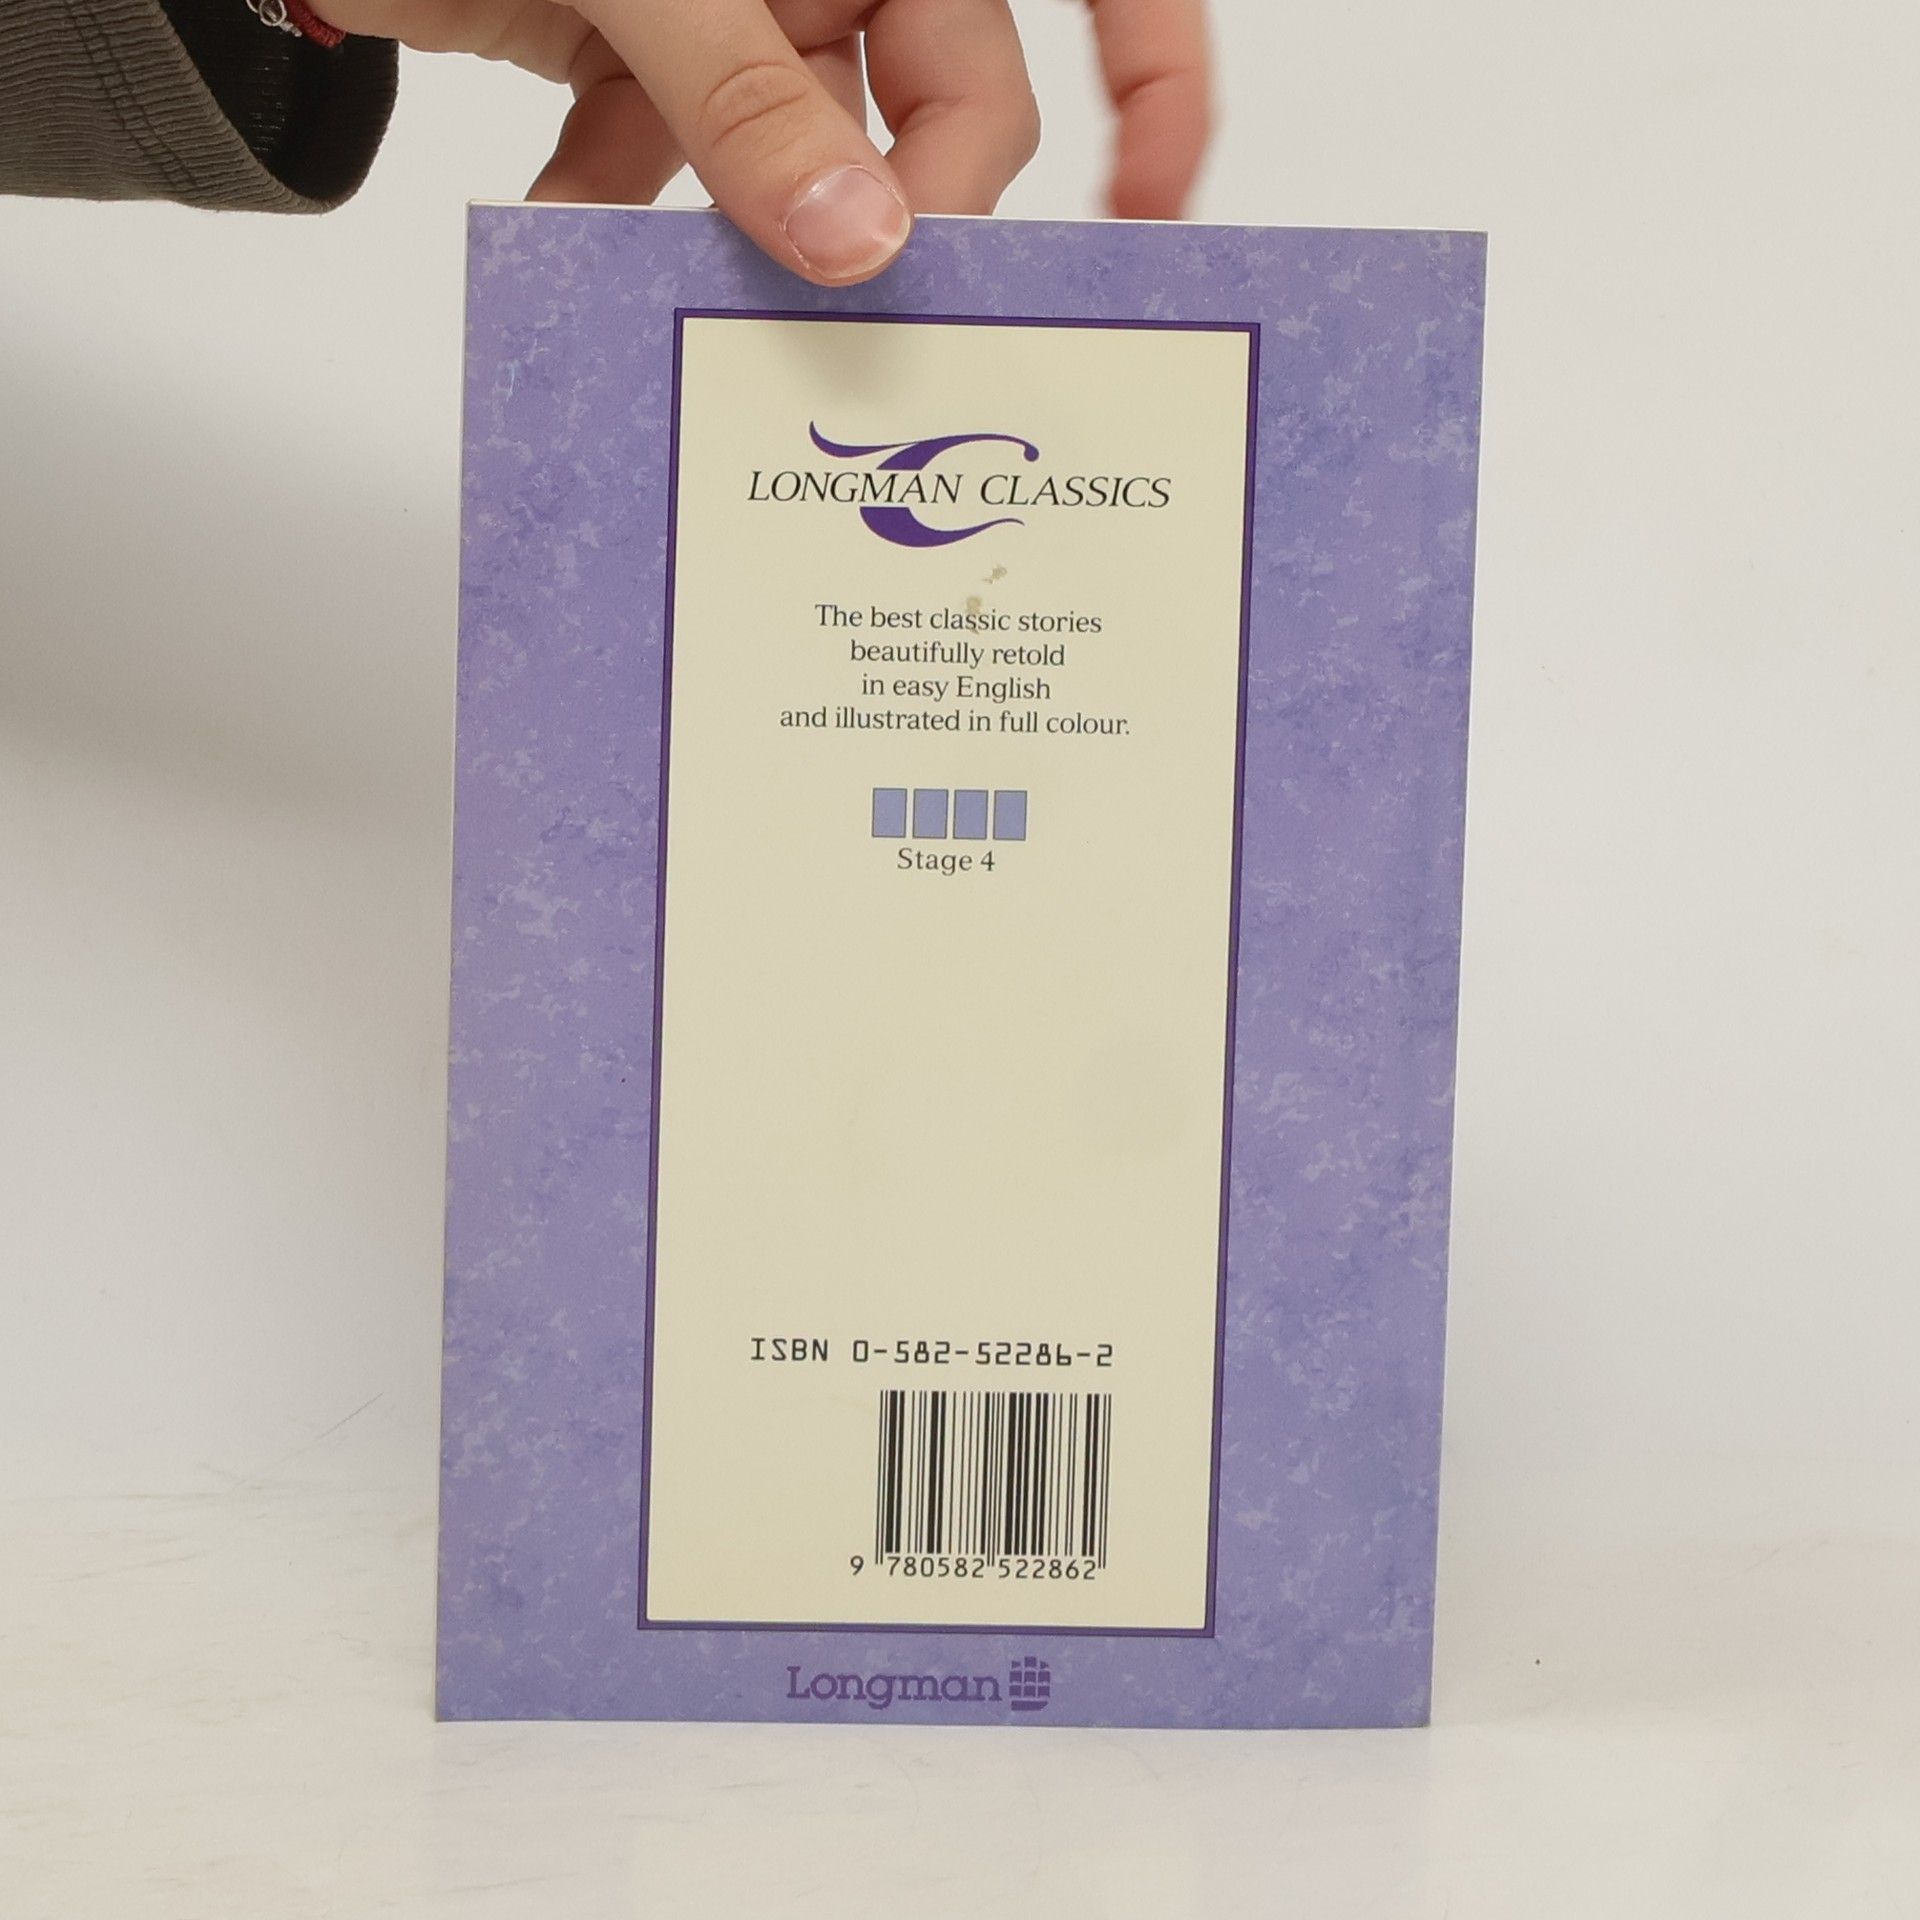 LONGMAN CLASSICS
The best classic stories
beautifully retold
in easy English
and illustrated in full colour.
Stage 4
ISBN 0-582-52286-2
9 780582 522862
Longman